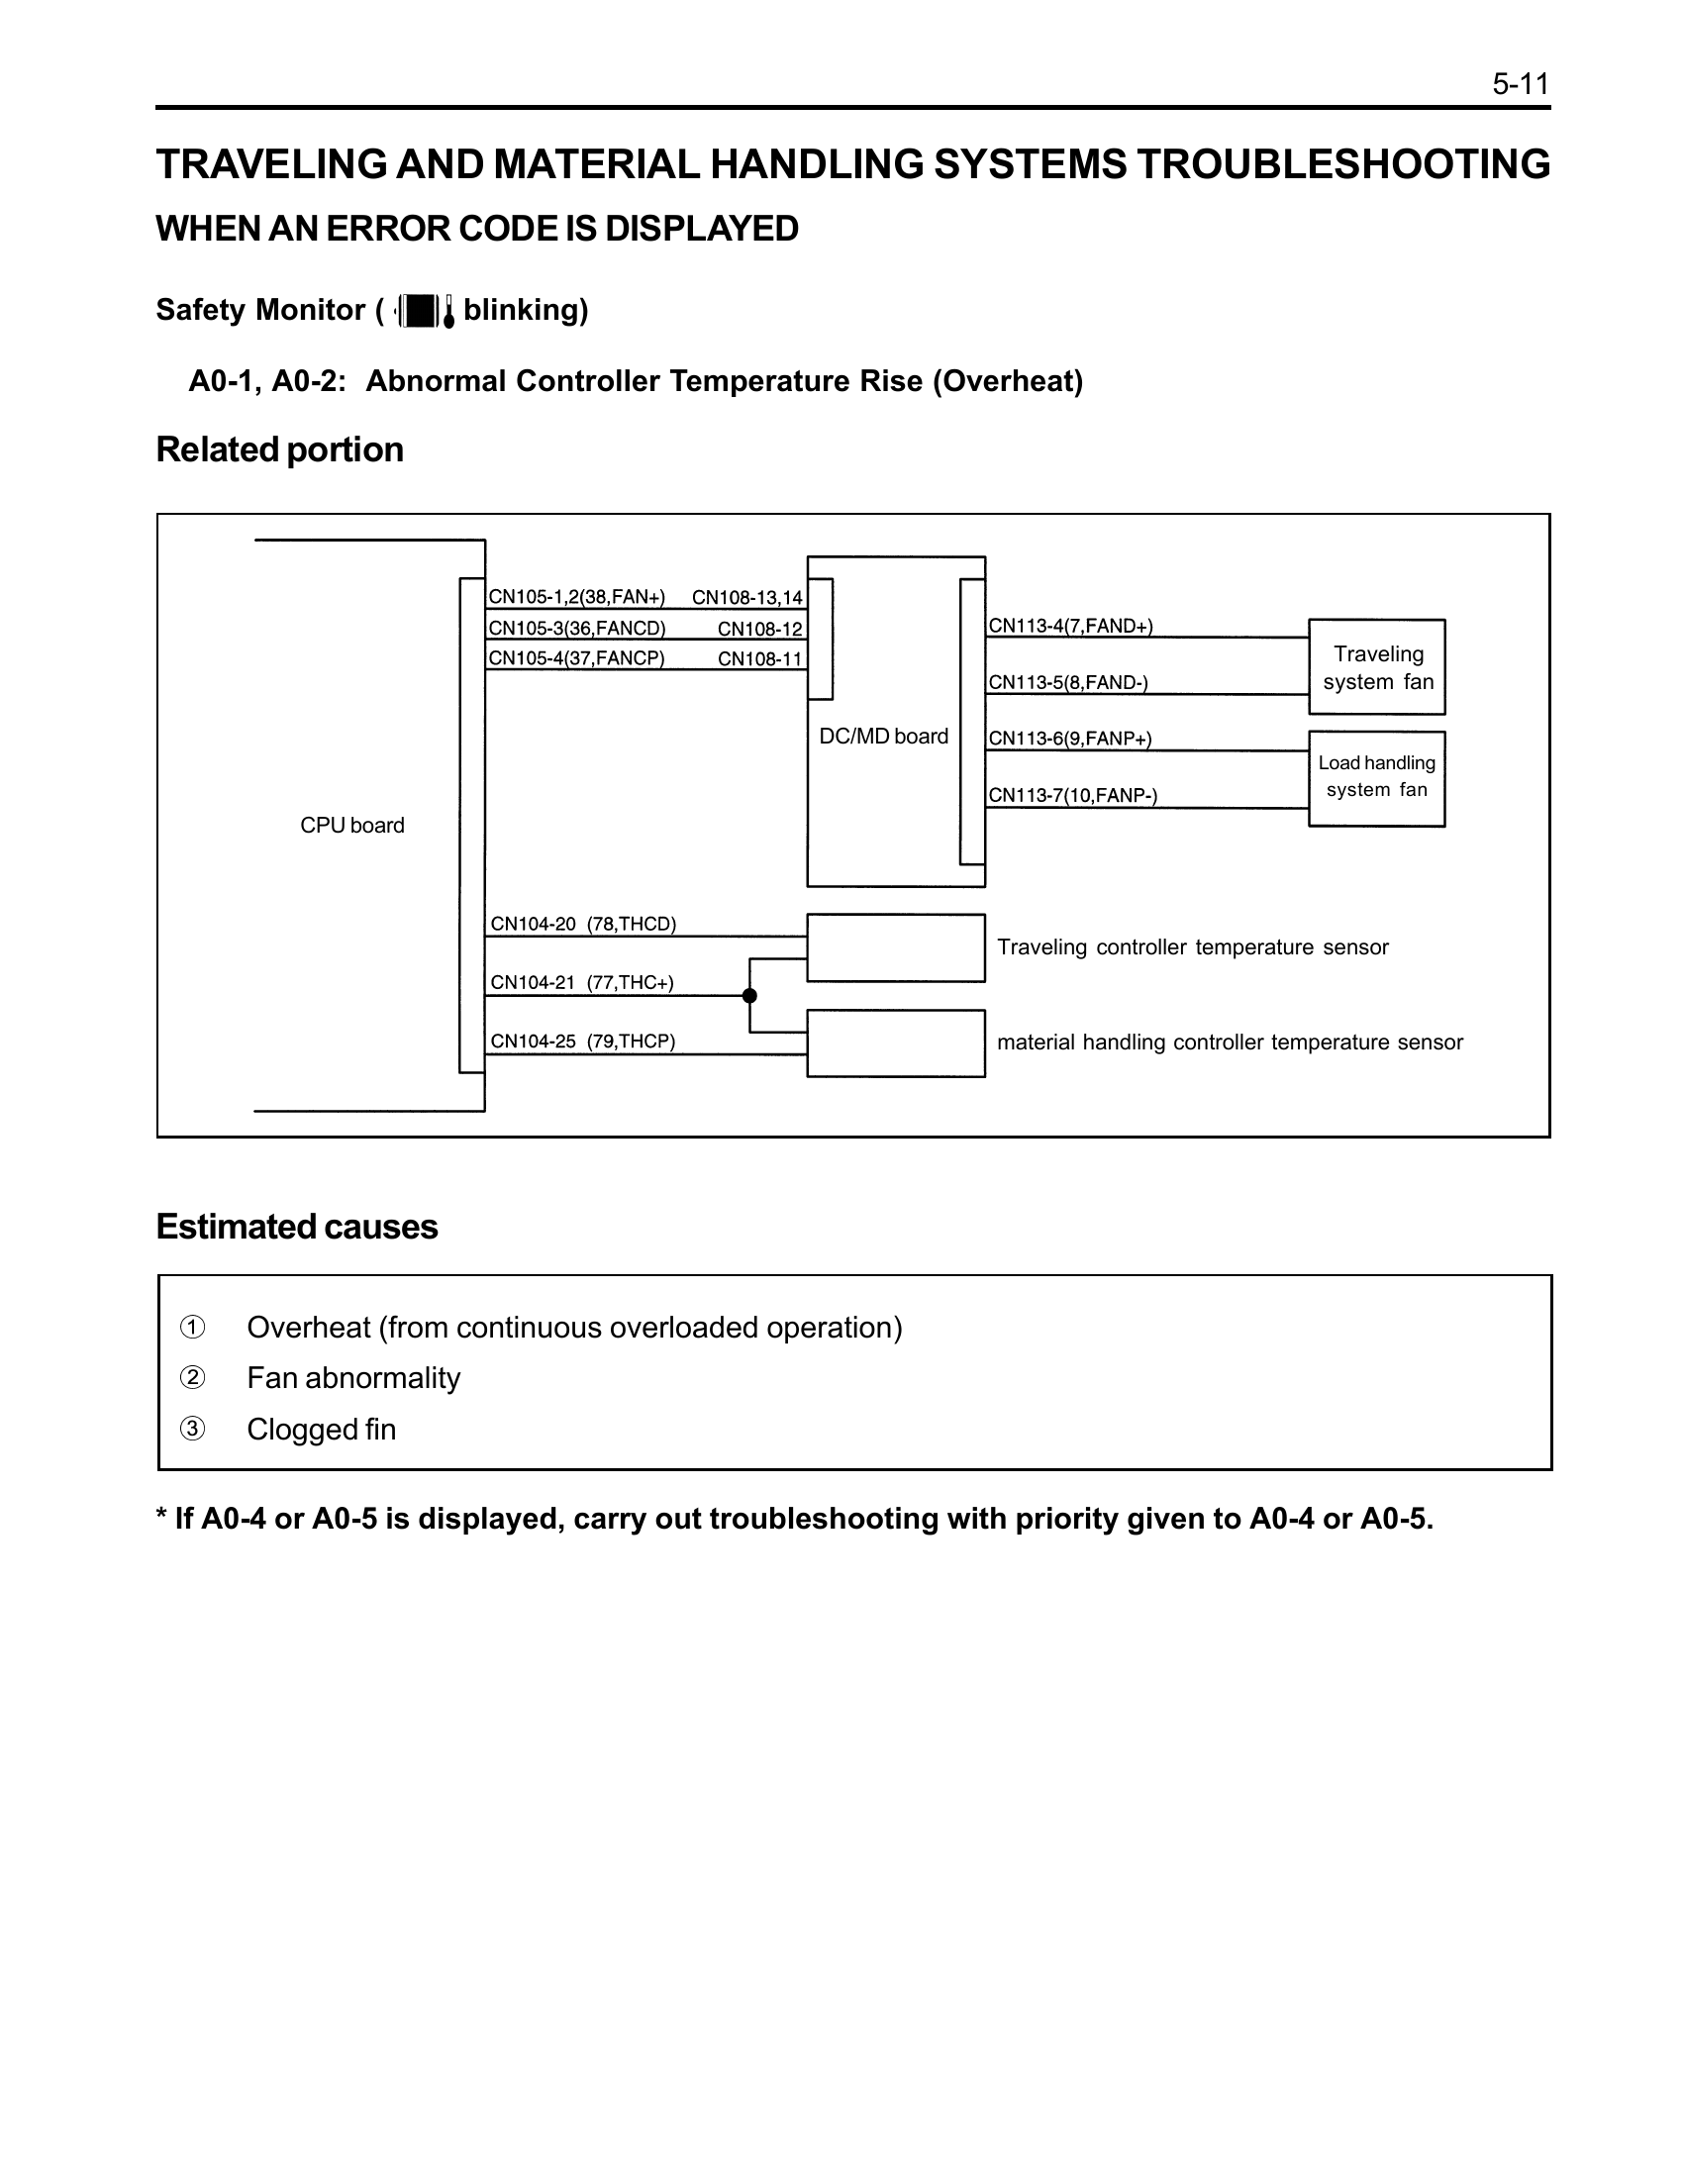 5-11
TRAVELING AND MATERIAL HANDLING SYSTEMS TROUBLESHOOTING
WHEN AN ERROR CODE IS DISPLAYED
Safety Monitor ( blinking)
A0-1, A0-2: Abnormal Controller Temperature Rise (Overheat)
Related portion
CN105-1,2(38,FAN+) CN108-13,14
CN105-3(36,FANCD) CN108-12
CN105-4(37,FANCP) CN108-11
CN113-4(7,FAND+)
Traveling
system fan
CN113-5(8,FAND-)
DC/MD board
CN113-6(9,FANP+)
Load handling
system fan
CN113-7(10,FANP-)
CPU board
CN104-20 (78,THCD)
Traveling controller temperature sensor
CN104-21 (77,THC+)
CN104-25 (79,THCP)
material handling controller temperature sensor
Estimated causes
① Overheat (from continuous overloaded operation)
② Fan abnormality
③ Clogged fin
* If A0-4 or A0-5 is displayed, carry out troubleshooting with priority given to A0-4 or A0-5.